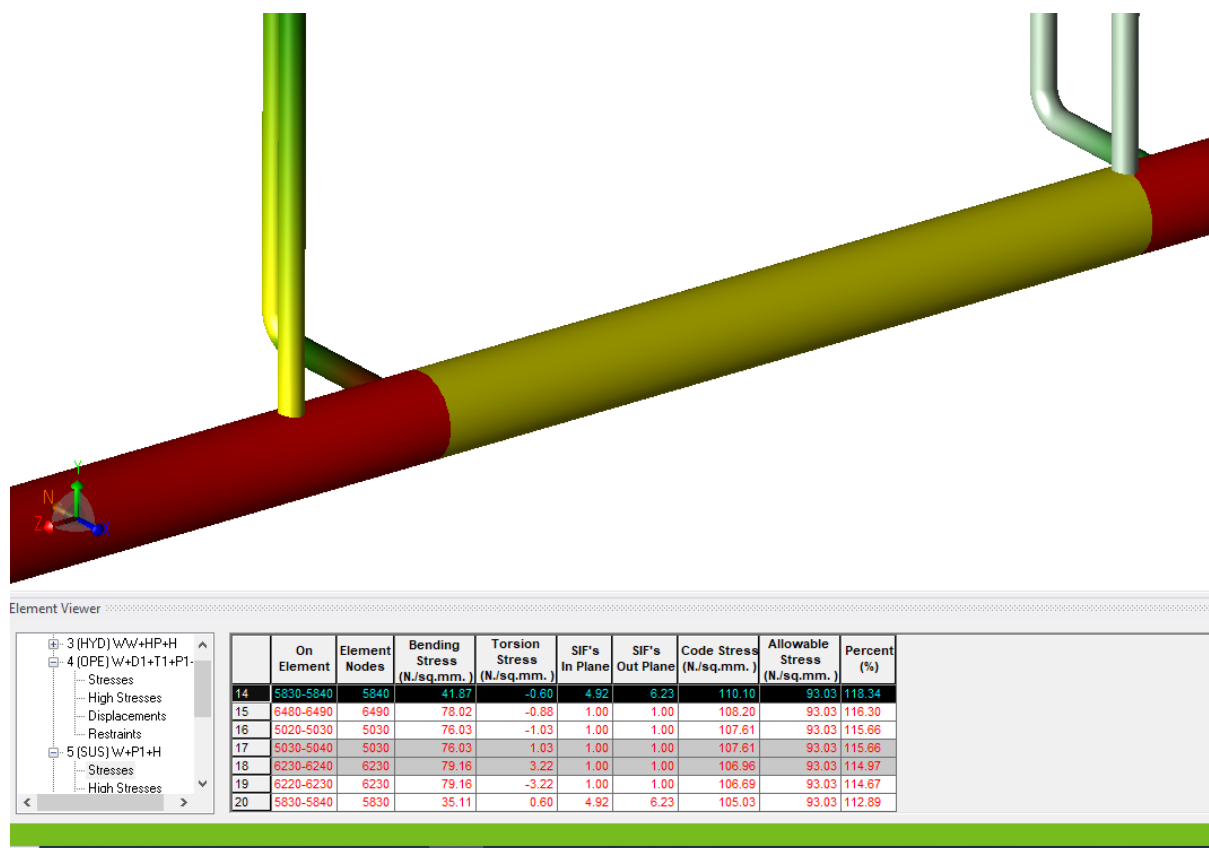 Y
N
Z
X
Element Viewer
3 (HYD) WW+HP+H
4 (OPE) W+D1+T1+P1-
Stresses
High Stresses
Displacements
Restraints
5 (SUS) W+P1+H
Stresses
High Stresses
On Element Element Nodes Bending Stress (N./sq.mm. ) Torsion Stress (N./sq.mm. ) SIF's In Plane SIF's Out Plane Code Stress (N./sq.mm. ) Allowable Stress (N./sq.mm. ) Percent (%)
14 5830-5840 5840 41.87 -0.60 4.92 6.23 110.10 93.03 118.34
15 6480-6490 6490 78.02 -0.88 1.00 1.00 108.20 93.03 116.30
16 5020-5030 5030 76.03 -1.03 1.00 1.00 107.61 93.03 115.66
17 5030-5040 5030 76.03 1.03 1.00 1.00 107.61 93.03 115.66
18 6230-6240 6230 79.16 3.22 1.00 1.00 106.96 93.03 114.97
19 6220-6230 6230 79.16 -3.22 1.00 1.00 106.69 93.03 114.67
20 5830-5840 5830 35.11 0.60 4.92 6.23 105.03 93.03 112.89